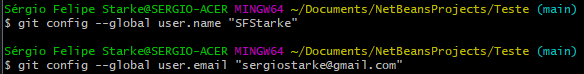 Sérgio Felipe Starke@SERGIO-ACER MINGW64 ~/Documents/NetBeansProjects/Teste (main)
$ git config --global user.name "SFStarke"
Sérgio Felipe Starke@SERGIO-ACER MINGW64 ~/Documents/NetBeansProjects/Teste (main)
$ git config --global user.email "sergiostarke@gmail.com"